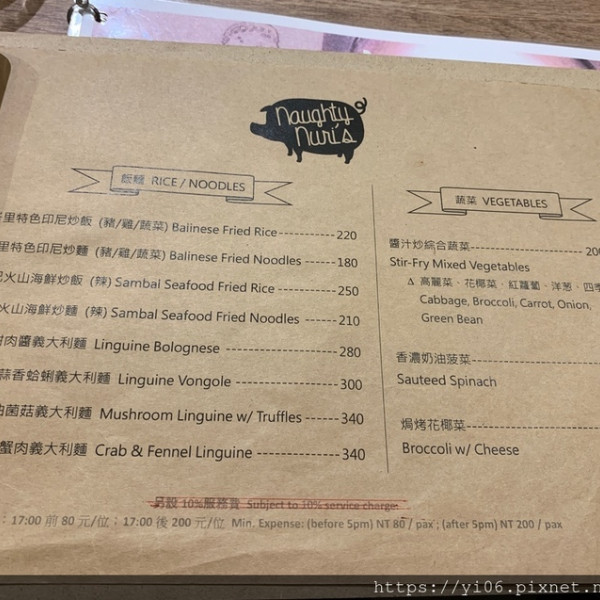 Naughty
Nuri's
飯麵 RICE / NOODLES
里特色印尼炒飯 (豬/雞/蔬菜) Balinese Fried Rice 220
里特色印尼炒麵 (豬/雞/蔬菜) Balinese Fried Noodles 180
火山海鮮炒飯 (辣) Sambal Seafood Fried Rice 250
火山海鮮炒麵 (辣) Sambal Seafood Fried Noodles 210
肉醬義大利麵 Linguine Bolognese 280
蒜香蛤蜊義大利麵 Linguine Vongole 300
油菌菇義大利麵 Mushroom Linguine w/ Truffles 340
蟹肉義大利麵 Crab & Fennel Linguine 340
蔬菜 VEGETABLES
醬汁炒綜合蔬菜 200
Stir-Fry Mixed Vegetables
Δ 高麗菜、花椰菜、紅蘿蔔、洋葱、四季
Cabbage, Broccoli, Carrot, Onion,
Green Bean
香濃奶油菠菜
Sauteed Spinach
焗烤花椰菜
Broccoli w/ Cheese
另設 10%服務費 Subject to 10% service charge.
: 17:00 前 80 元/位 ; 17:00 後 200 元/位 Min. Expense: (before 5pm) NT 80 / pax ; (after 5pm) NT 200 / pax
https://yi06.pixnet.n